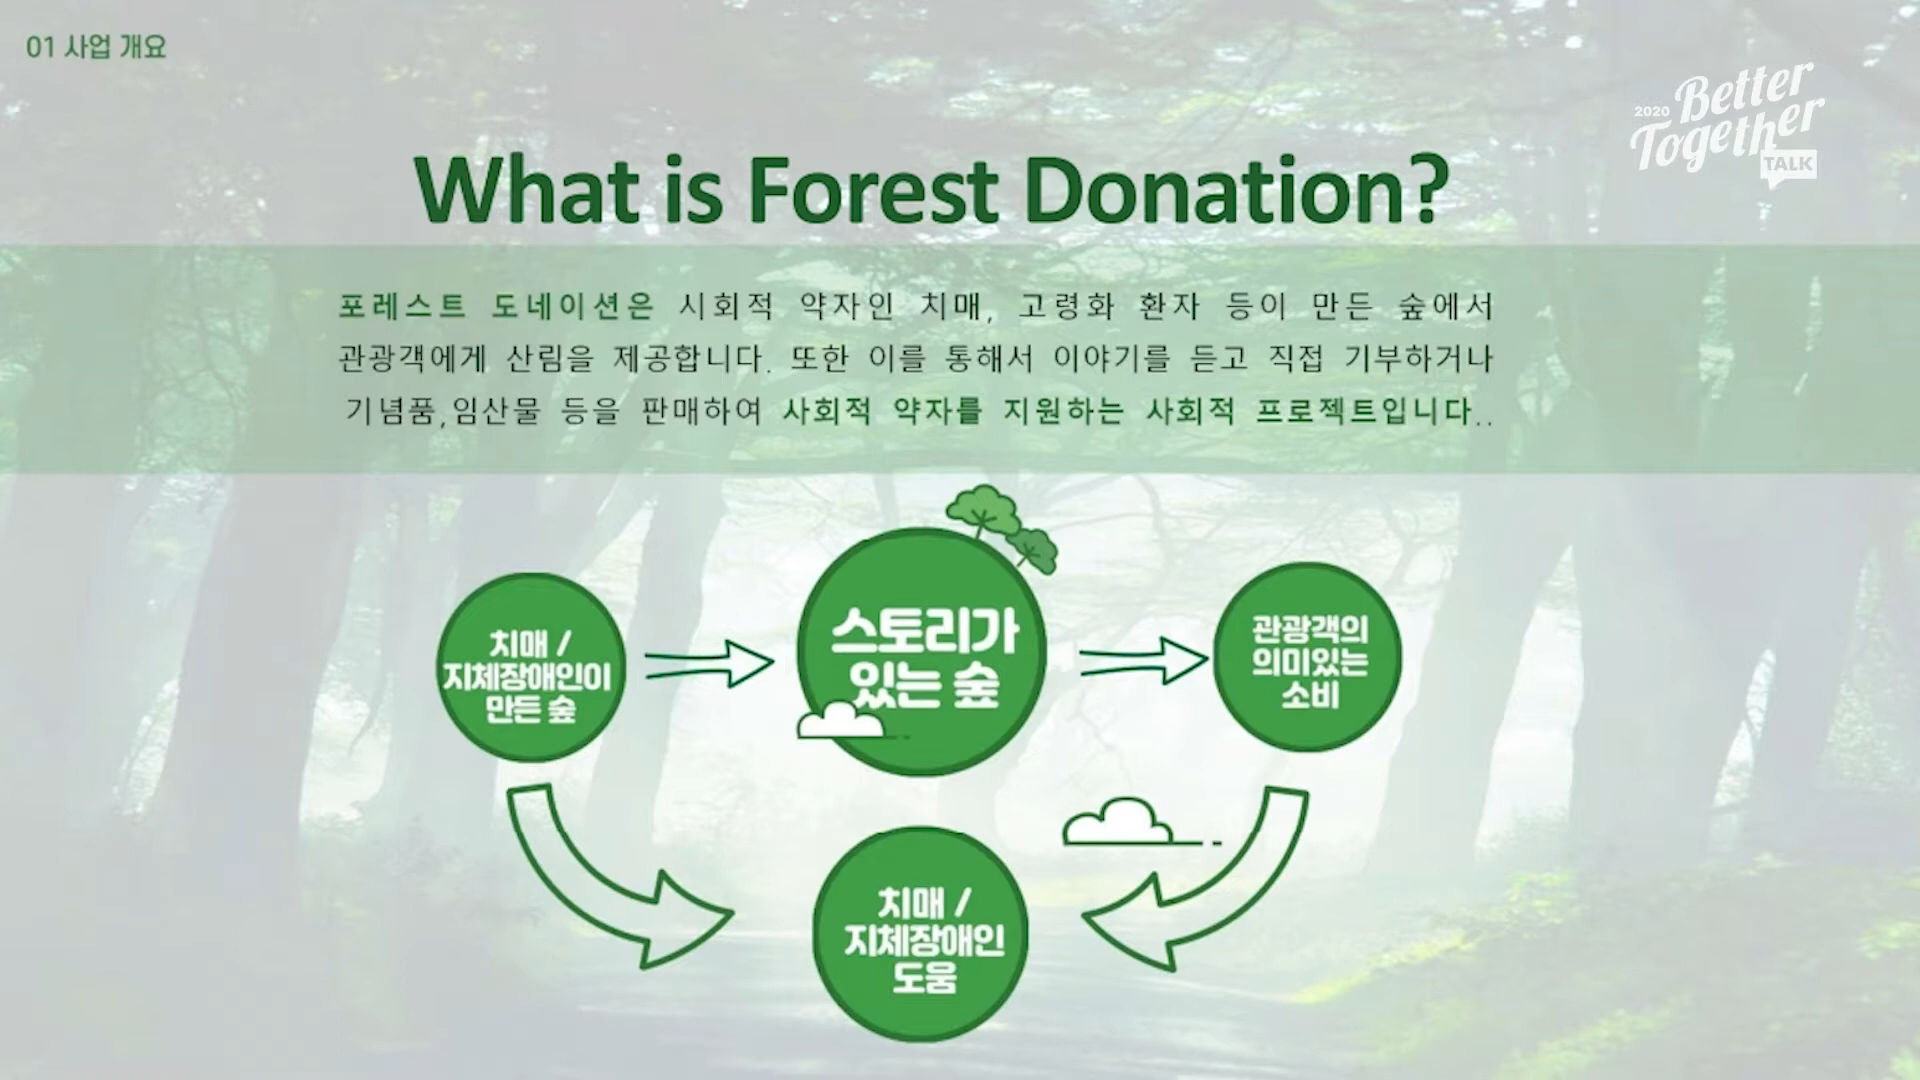 01 사업 개요
2020 Better
Together
TALK
What is Forest Donation?
포레스트 도네이션은 시회적 약자인 치매, 고령화 환자 등이 만든 숲에서
관광객에게 산림을 제공합니다. 또한 이를 통해서 이야기를 듣고 직접 기부하거나
기념품,임산물 등을 판매하여 사회적 약자를 지원하는 사회적 프로젝트입니다..
치매 /
지체장애인이
만든 숲
스토리가
있는 숲
관광객의
의미있는
소비
치매 /
지체장애인
도움